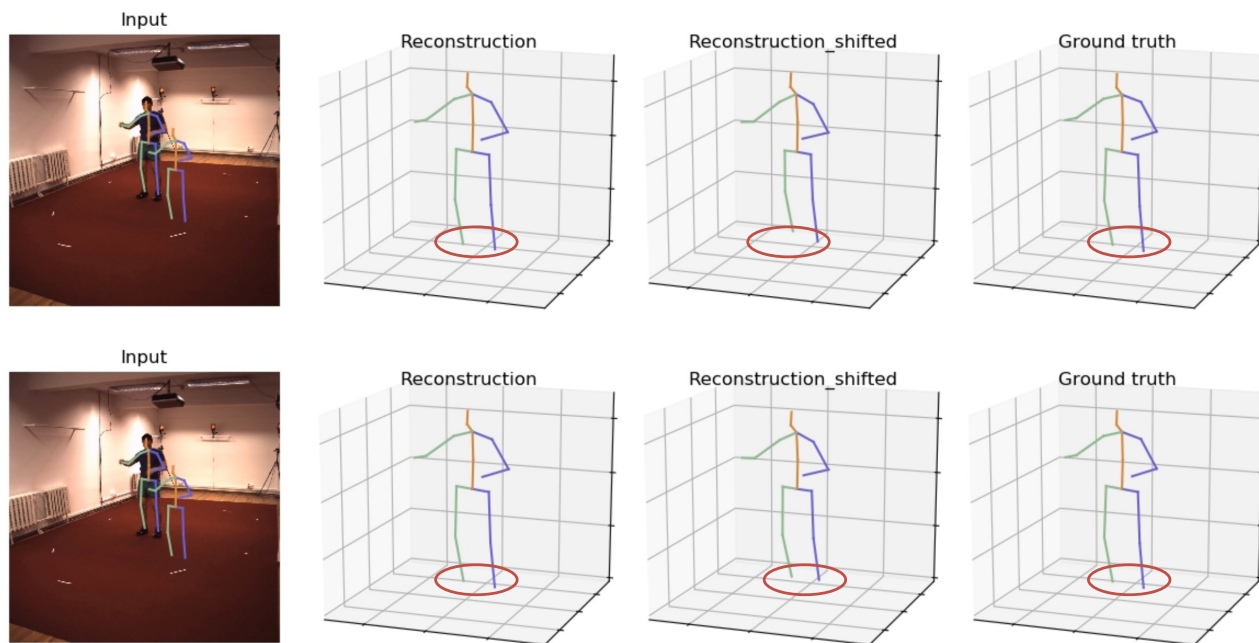 Input
Reconstruction
Reconstruction_shifted
Ground truth
Input
Reconstruction
Reconstruction_shifted
Ground truth